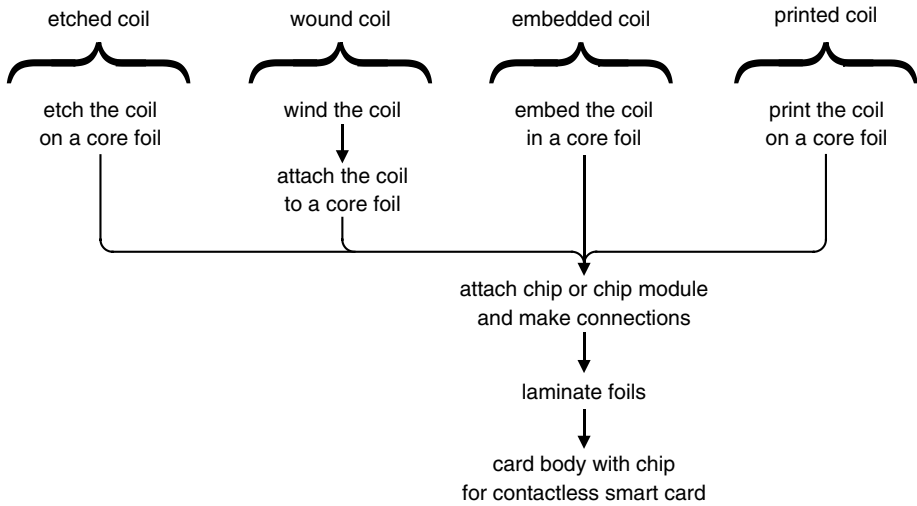 etched coil
wound coil
embedded coil
printed coil
etch the coil
on a core foil
wind the coil
attach the coil
to a core foil
embed the coil
in a core foil
print the coil
on a core foil
attach chip or chip module
and make connections
laminate foils
card body with chip
for contactless smart card